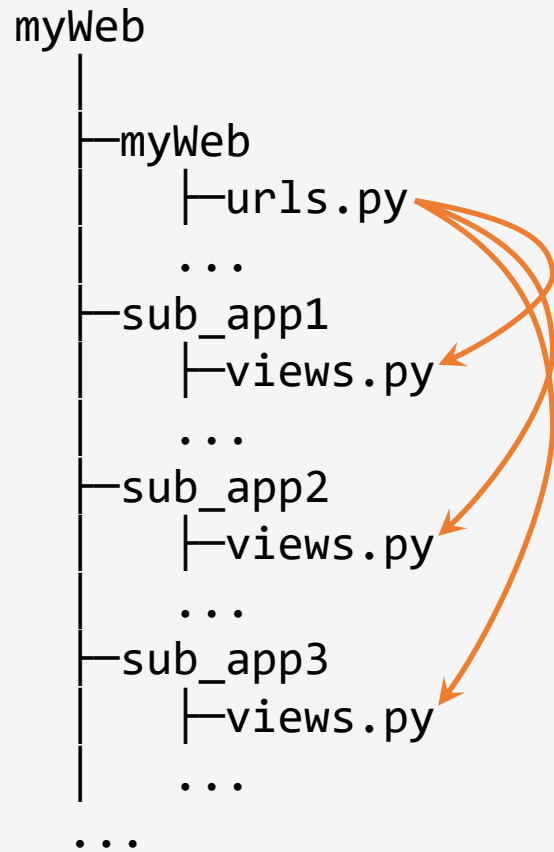 myWeb
├─myWeb
├─urls.py
...
├─sub_app1
├─views.py
...
├─sub_app2
├─views.py
...
├─sub_app3
├─views.py
...
...